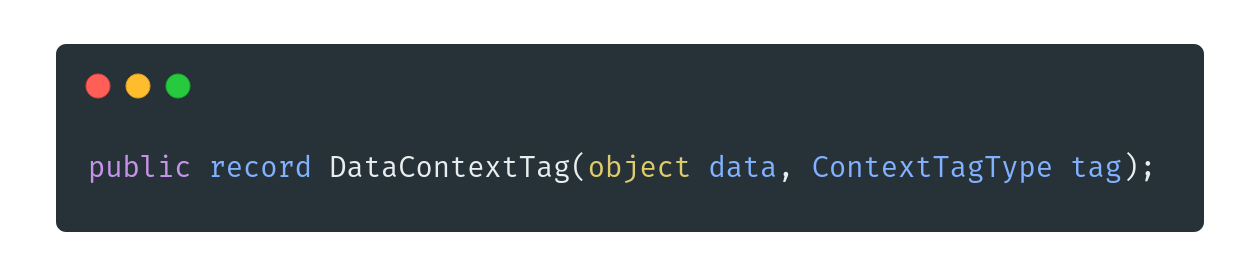 public record DataContextTag(object data, ContextTagType tag);